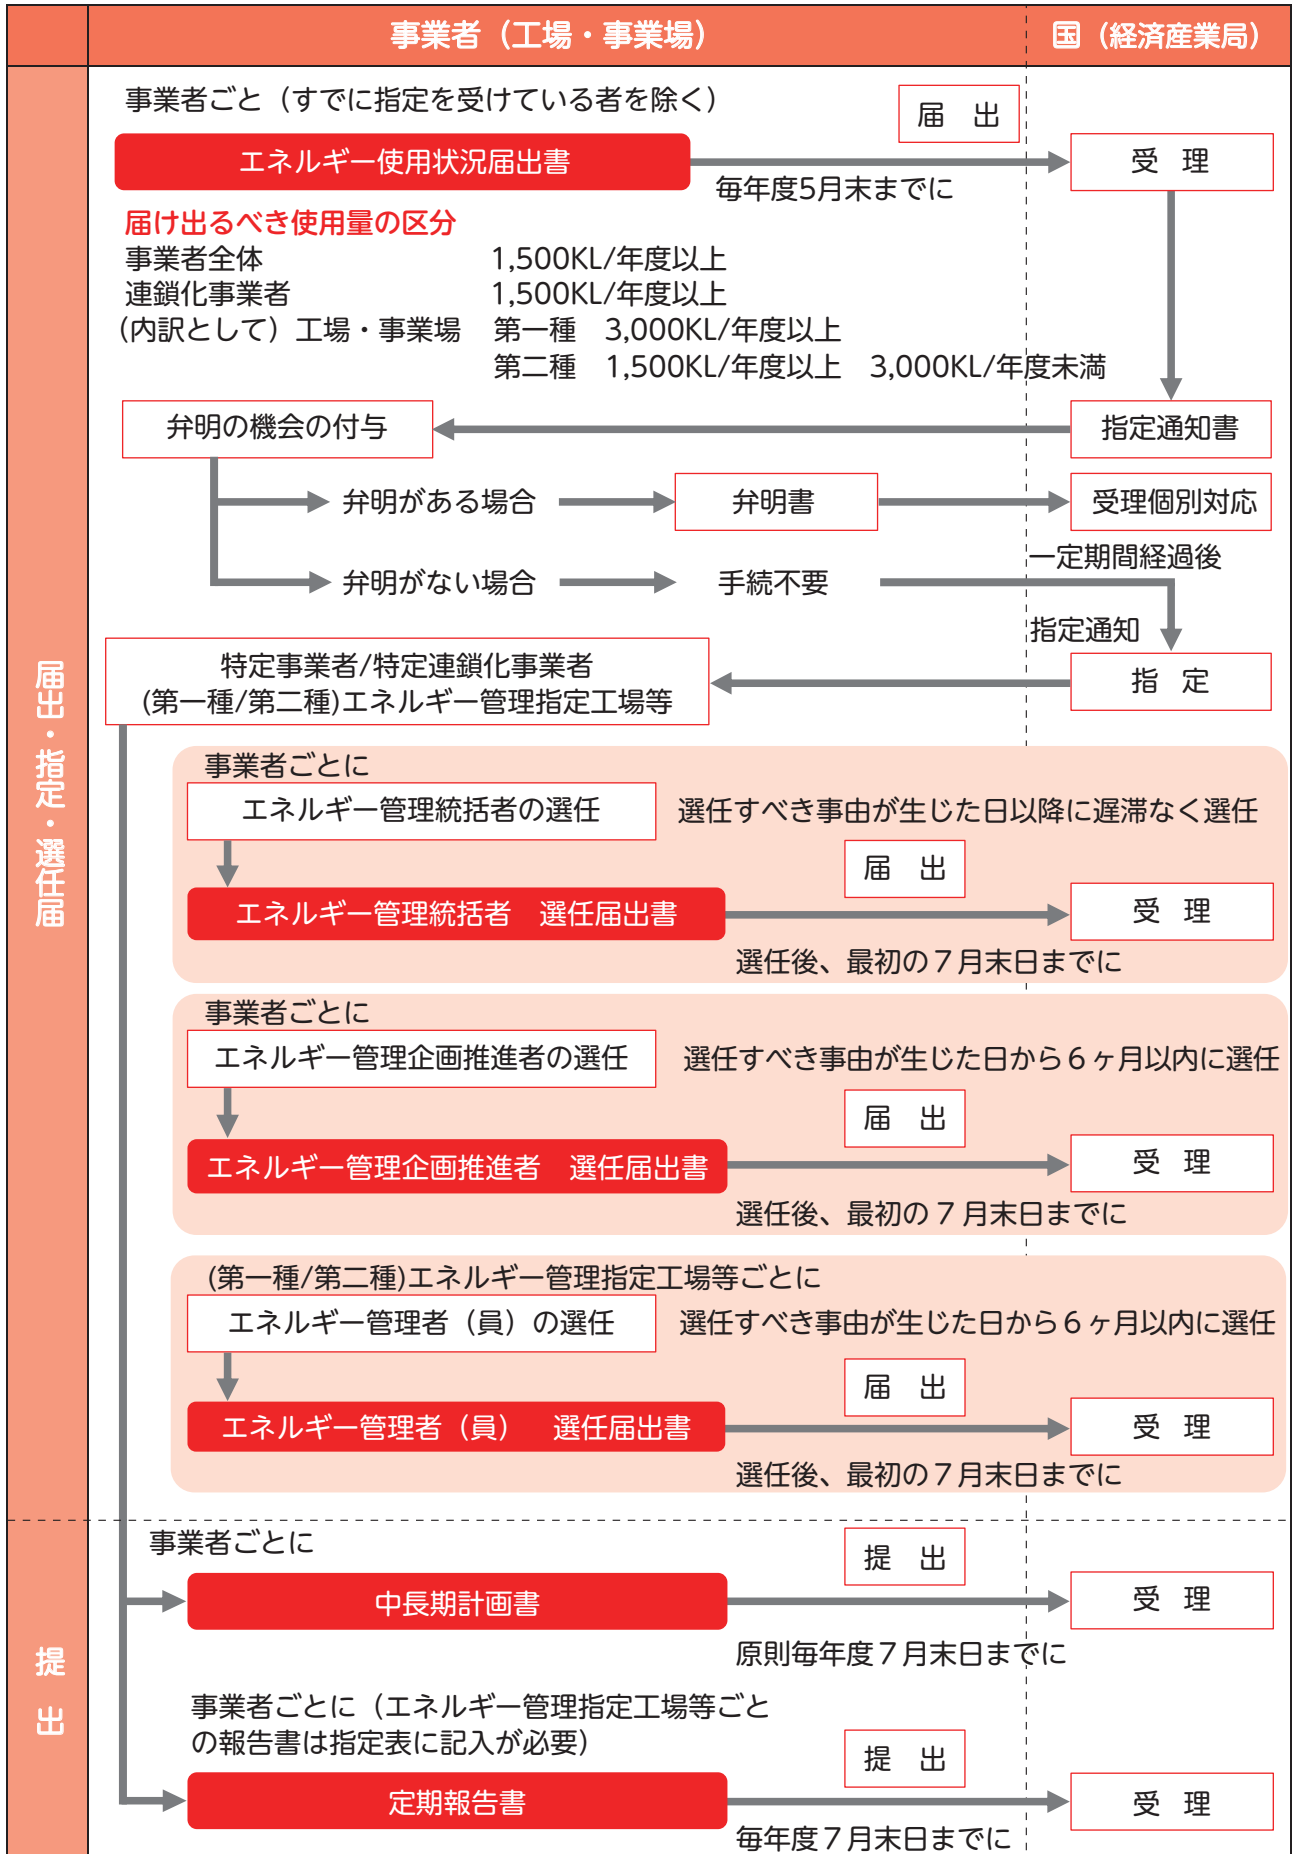 事業者（工場・事業場）
国（経済産業局）
届出・指定・選任届
事業者ごと（すでに指定を受けている者を除く）
届　出
エネルギー使用状況届出書
受　理
毎年度5月末までに
届け出るべき使用量の区分
事業者全体　1,500KL/年度以上
連鎖化事業者　1,500KL/年度以上
（内訳として）工場・事業場　第一種　3,000KL/年度以上
第二種　1,500KL/年度以上　3,000KL/年度未満
弁明の機会の付与
指定通知書
弁明がある場合
弁明書
受理個別対応
一定期間経過後
弁明がない場合
手続不要
指定通知
特定事業者/特定連鎖化事業者
(第一種/第二種)エネルギー管理指定工場等
指　定
事業者ごとに
エネルギー管理統括者の選任
選任すべき事由が生じた日以降に遅滞なく選任
届　出
エネルギー管理統括者　選任届出書
受　理
選任後、最初の７月末日までに
事業者ごとに
エネルギー管理企画推進者の選任
選任すべき事由が生じた日から６ヶ月以内に選任
届　出
エネルギー管理企画推進者　選任届出書
受　理
選任後、最初の７月末日までに
(第一種/第二種)エネルギー管理指定工場等ごとに
エネルギー管理者（員）の選任
選任すべき事由が生じた日から６ヶ月以内に選任
届　出
エネルギー管理者（員）　選任届出書
受　理
選任後、最初の７月末日までに
提　出
事業者ごとに
提　出
中長期計画書
受　理
原則毎年度７月末日までに
事業者ごとに（エネルギー管理指定工場等ごと
の報告書は指定表に記入が必要）
提　出
定期報告書
受　理
毎年度７月末日までに